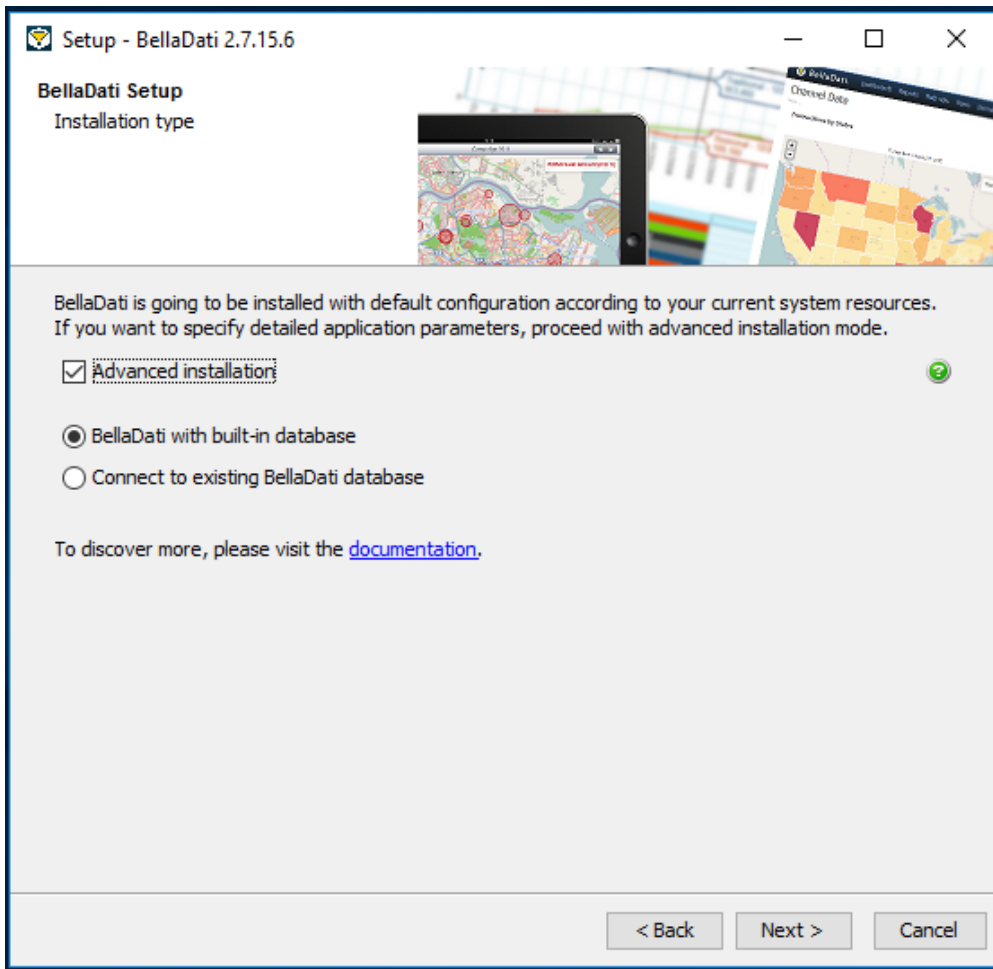 Setup - BellaDati 2.7.15.6
BellaDati Setup
Installation type
BellaDati
Channel Data
BellaDati is going to be installed with default configuration according to your current system resources.
If you want to specify detailed application parameters, proceed with advanced installation mode.
Advanced installation
?
BellaDati with built-in database
Connect to existing BellaDati database
To discover more, please visit the documentation.
< Back
Next >
Cancel